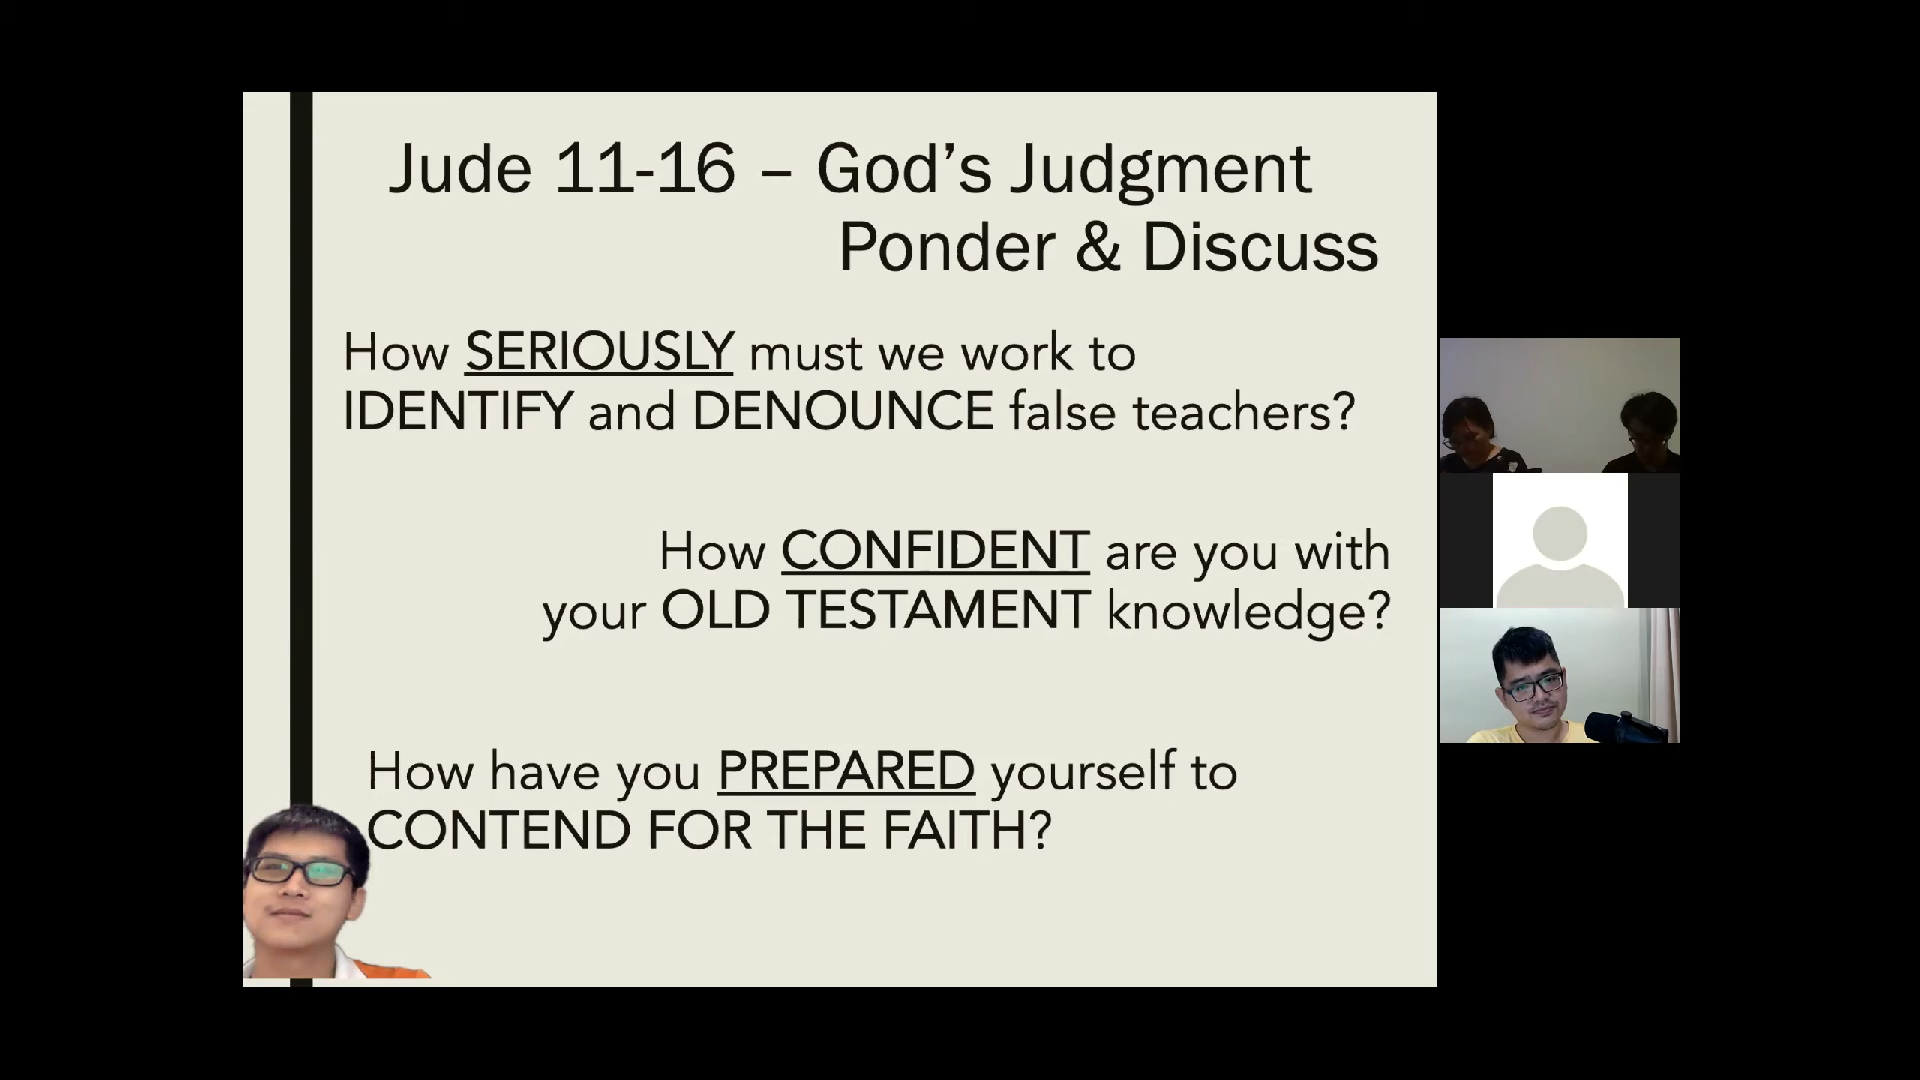 Jude 11-16 – God’s Judgment
Ponder & Discuss
How SERIOUSLY must we work to
IDENTIFY and DENOUNCE false teachers?
How CONFIDENT are you with
your OLD TESTAMENT knowledge?
How have you PREPARED yourself to
CONTEND FOR THE FAITH?